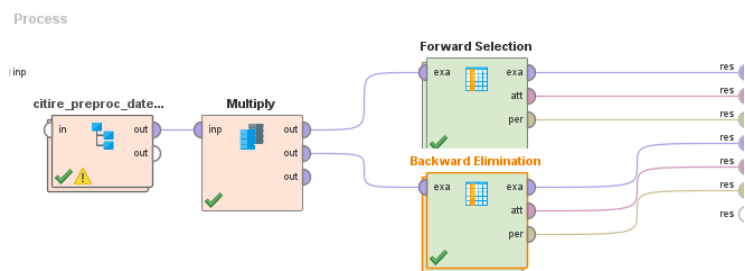 Process
inp
res
Forward Selection
exa
exa
att
per
res
res
citire_preproc_date...
in
out
out
Multiply
inp
out
out
out
Backward Elimination
exa
exa
att
per
res
res
res
res